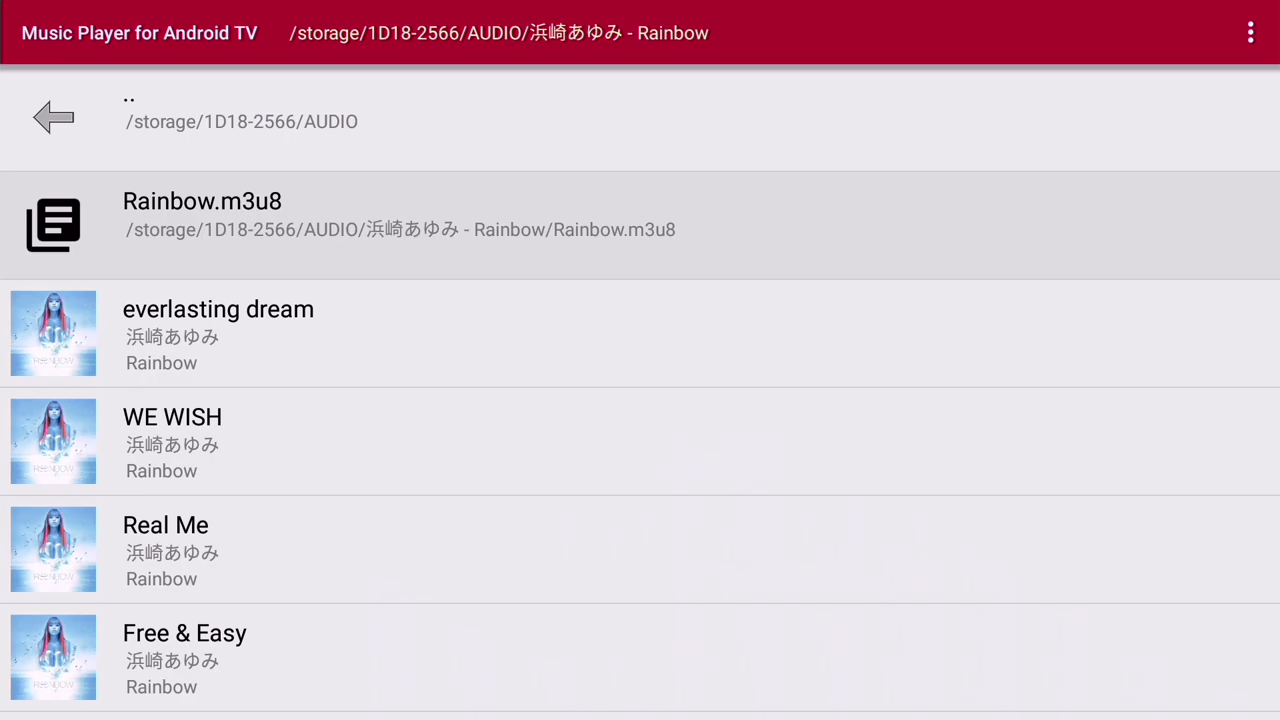 Music Player for Android TV /storage/1D18-2566/AUDIO/浜崎あゆみ - Rainbow
..
/storage/1D18-2566/AUDIO
Rainbow.m3u8
/storage/1D18-2566/AUDIO/浜崎あゆみ - Rainbow/Rainbow.m3u8
everlasting dream
浜崎あゆみ
Rainbow
WE WISH
浜崎あゆみ
Rainbow
Real Me
浜崎あゆみ
Rainbow
Free & Easy
浜崎あゆみ
Rainbow